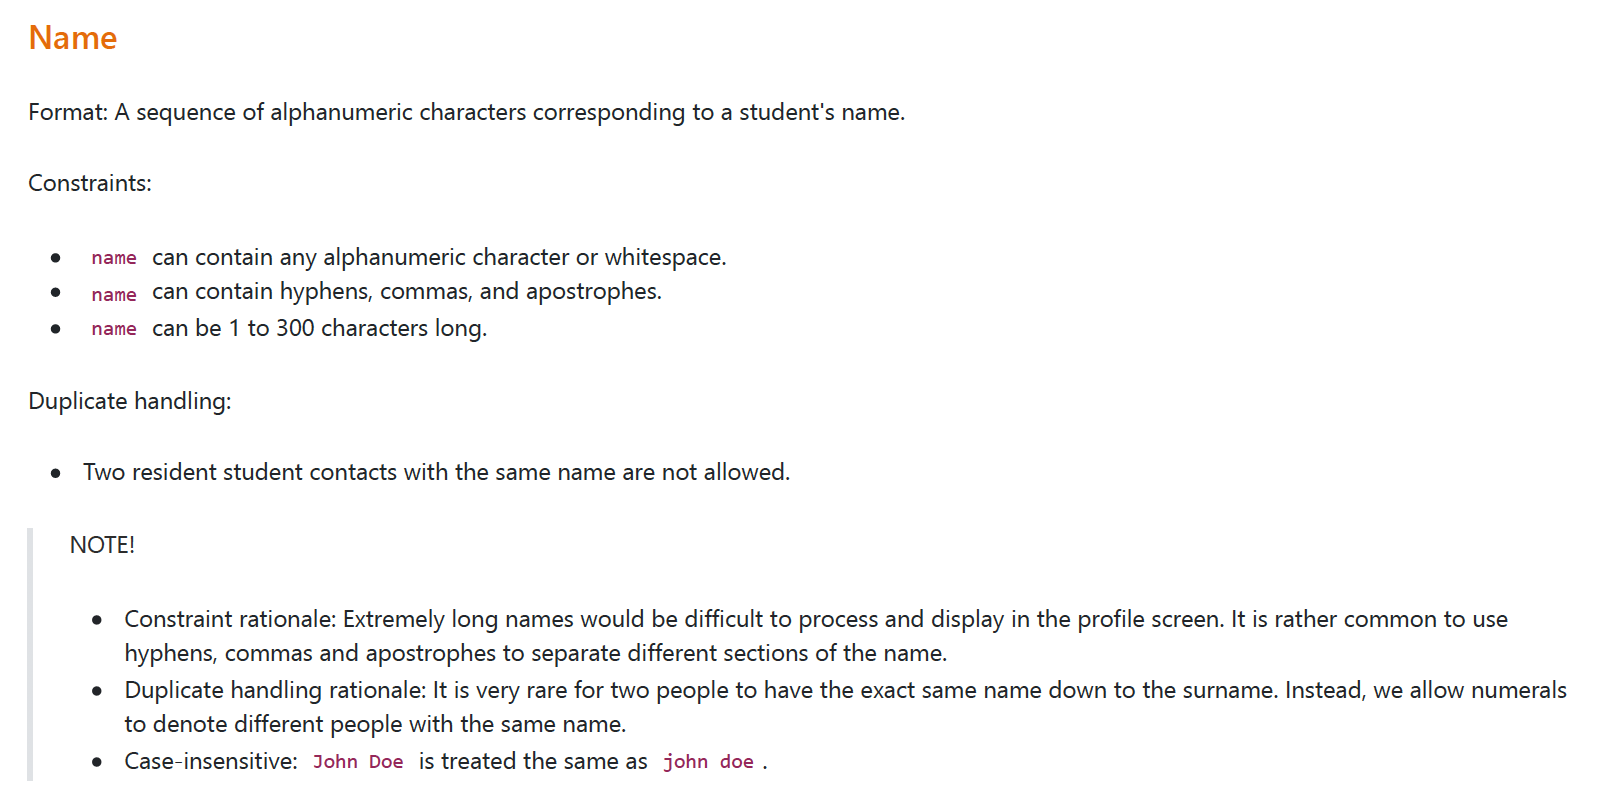 Name
Format: A sequence of alphanumeric characters corresponding to a student's name.
Constraints:
• name can contain any alphanumeric character or whitespace.
• name can contain hyphens, commas, and apostrophes.
• name can be 1 to 300 characters long.
Duplicate handling:
• Two resident student contacts with the same name are not allowed.
NOTE!
• Constraint rationale: Extremely long names would be difficult to process and display in the profile screen. It is rather common to use
hyphens, commas and apostrophes to separate different sections of the name.
• Duplicate handling rationale: It is very rare for two people to have the exact same name down to the surname. Instead, we allow numerals
to denote different people with the same name.
• Case-insensitive: John Doe is treated the same as john doe .